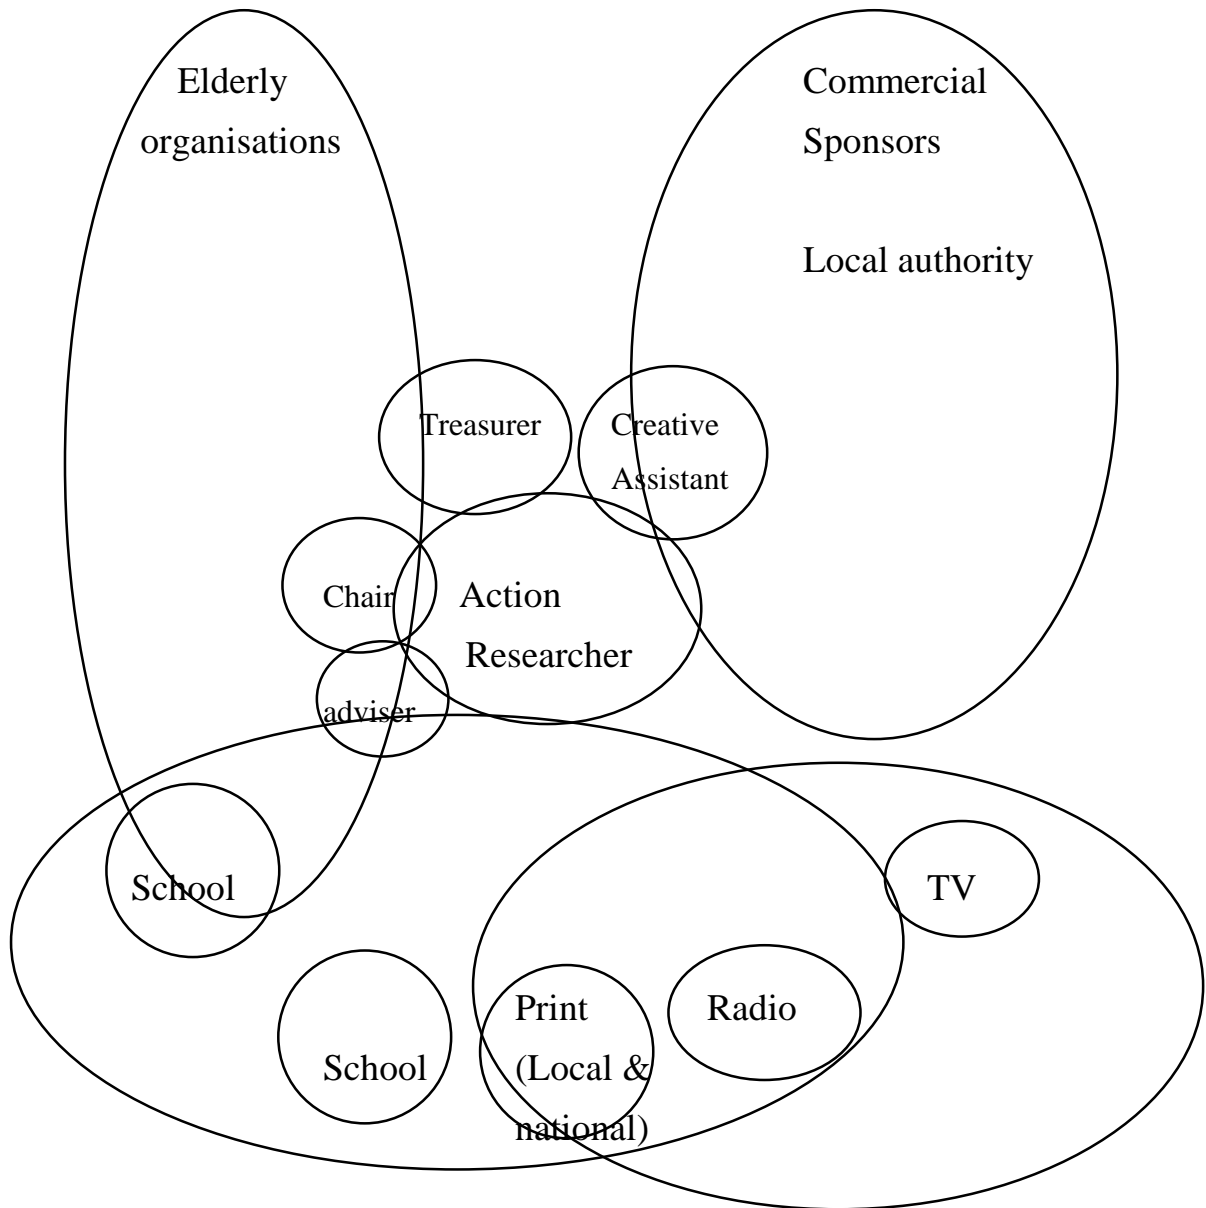 Elderly
organisations
Commercial
Sponsors
Local authority
Treasurer
Creative
Assistant
Chair
Action
Researcher
adviser
School
TV
School
Print
(Local &
national)
Radio